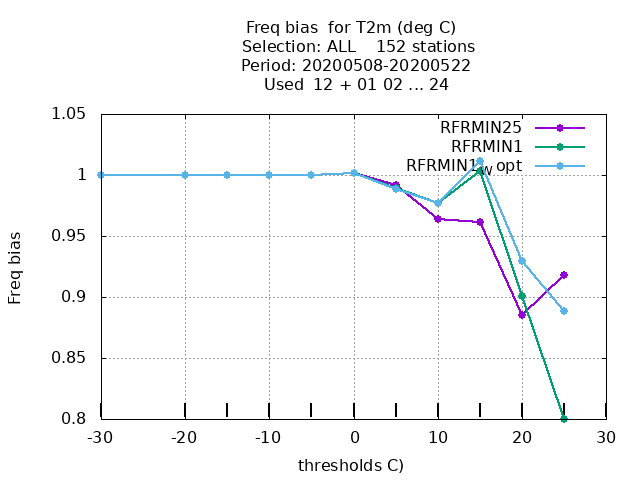 Freq bias  for T2m (deg C)
Selection: ALL    152 stations
Period: 20200508-20200522
Used  12 + 01 02 ... 24
RFRMIN25
RFRMIN1
RFRMIN1w opt
1.05
1
0.95
0.9
0.85
0.8
Freq bias
-30
-20
-10
0
10
20
30
thresholds C)